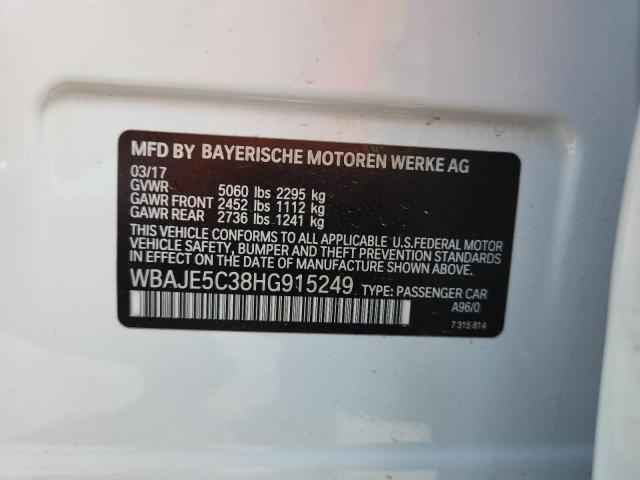 MFD BY BAYERISCHE MOTOREN WERKE AG
03/17
GVWR 5060 lbs 2295 kg
GAWR FRONT 2452 lbs 1112 kg
GAWR REAR 2736 lbs 1241 kg
THIS VEHICLE CONFORMS TO ALL APPLICABLE U.S.FEDERAL MOTOR
VEHICLE SAFETY, BUMPER AND THEFT PREVENTION STANDARDS IN
EFFECT ON THE DATE OF MANUFACTURE SHOWN ABOVE.
WBAJE5C38HG915249 TYPE: PASSENGER CAR
A96/0
7 315 814